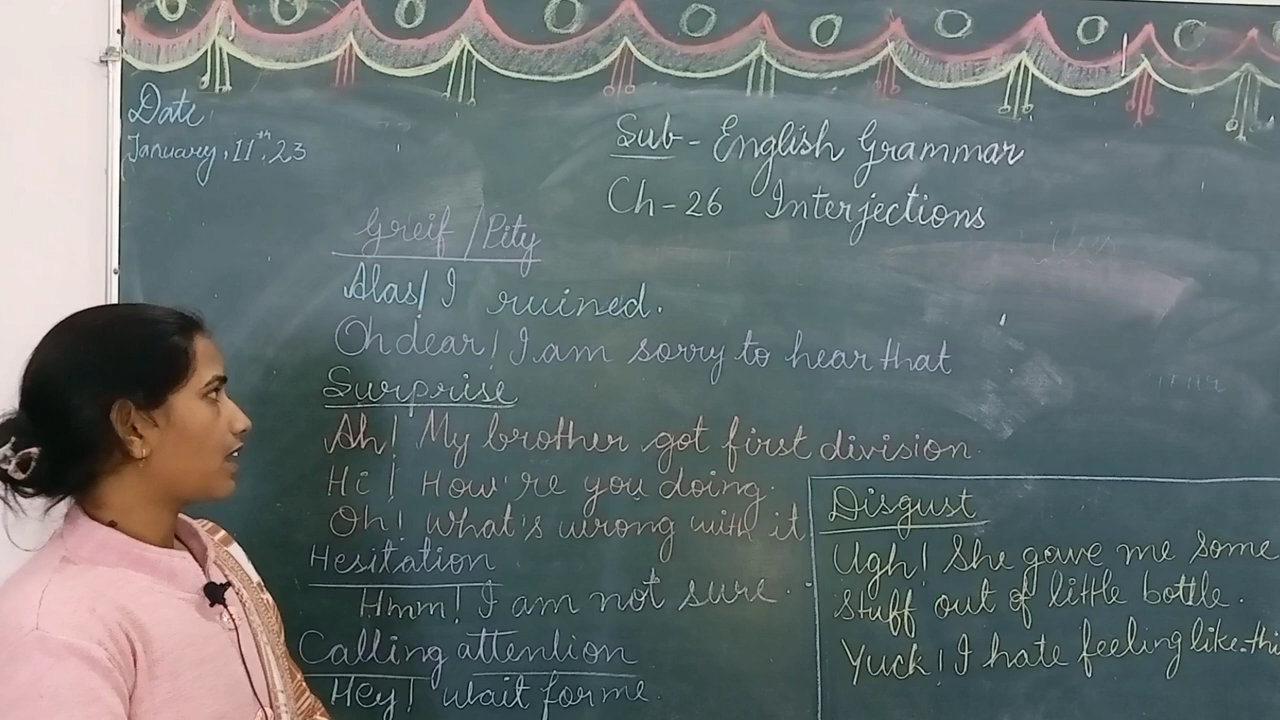 Date
January, 11th, 23
Sub - English Grammar
Ch - 26 Interjections
Greif / Pity
Alas! I ruined.
Oh dear! I am sorry to hear that
Surprise
Ah! My brother got first division.
Hi! How're you doing.
Oh! What's wrong with it
Hesitation
Hmm! I am not sure.
Calling attention
Hey! wait for me.
Disgust
Ugh! She gave me some
stuff out of little bottle.
Yuck! I hate feeling like thi